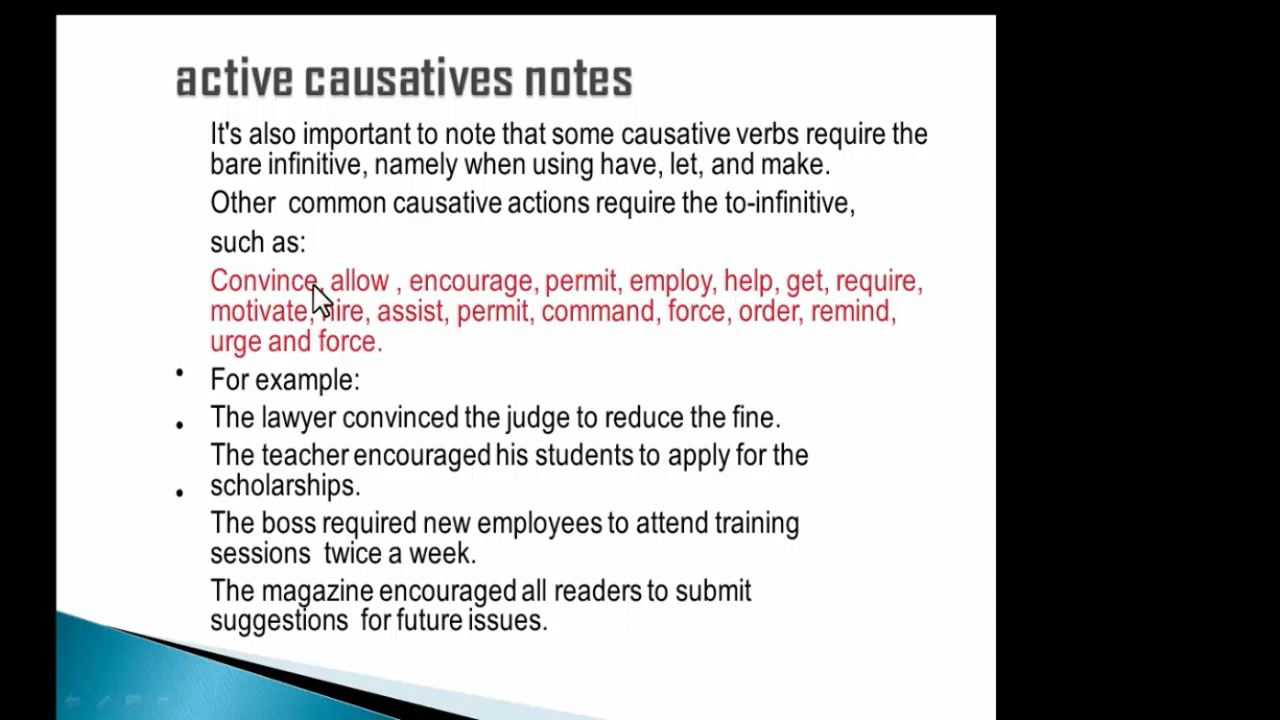 active causatives notes
It's also important to note that some causative verbs require the
bare infinitive, namely when using have, let, and make.
Other common causative actions require the to-infinitive,
such as:
Convince, allow , encourage, permit, employ, help, get, require,
motivate, hire, assist, permit, command, force, order, remind,
urge and force.
• For example:
• The lawyer convinced the judge to reduce the fine.
The teacher encouraged his students to apply for the
• scholarships.
The boss required new employees to attend training
sessions twice a week.
The magazine encouraged all readers to submit
suggestions for future issues.